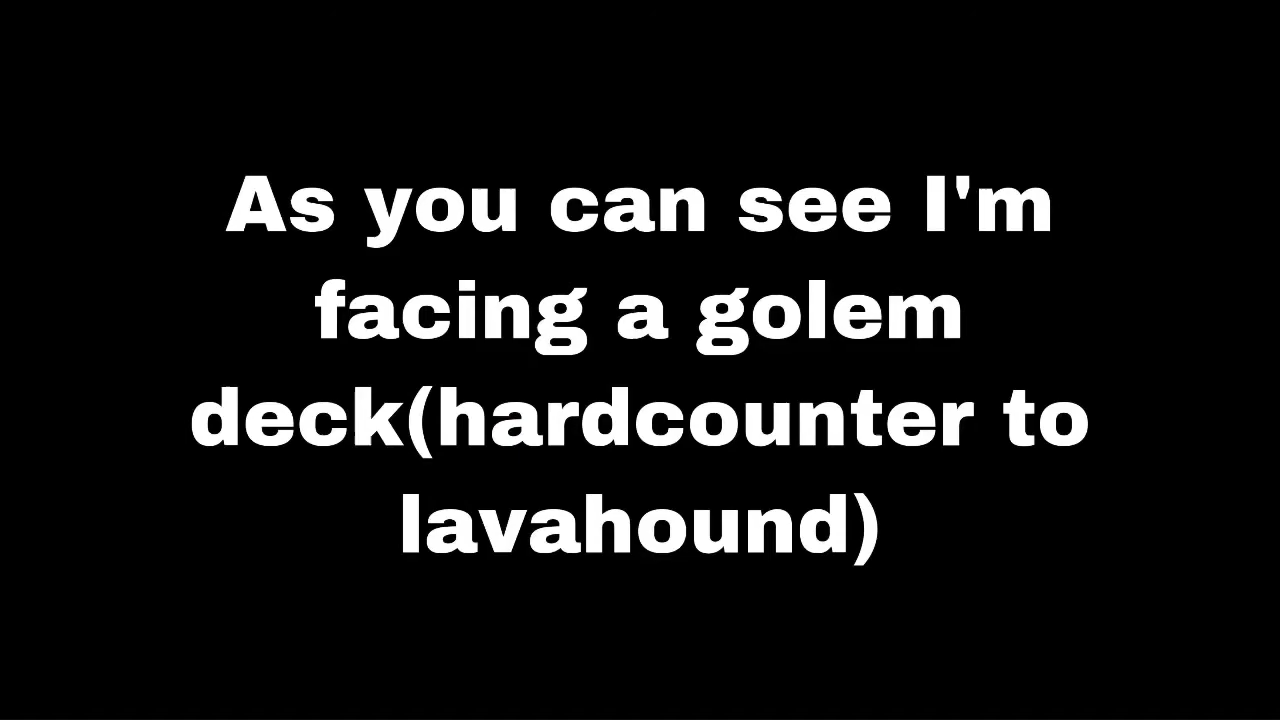 As you can see I'm
facing a golem
deck(hardcounter to
lavahound)